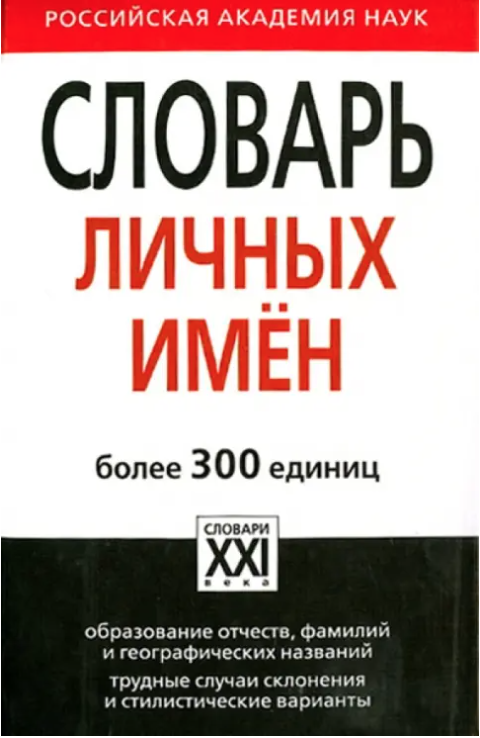 РОССИЙСКАЯ АКАДЕМИЯ НАУК
СЛОВАРЬ
ЛИЧНЫХ
ИМЁН
более 300 единиц
СЛОВАРИ
XXI
века
образование отчеств, фамилий
и географических названий
трудные случаи склонения
и стилистические варианты